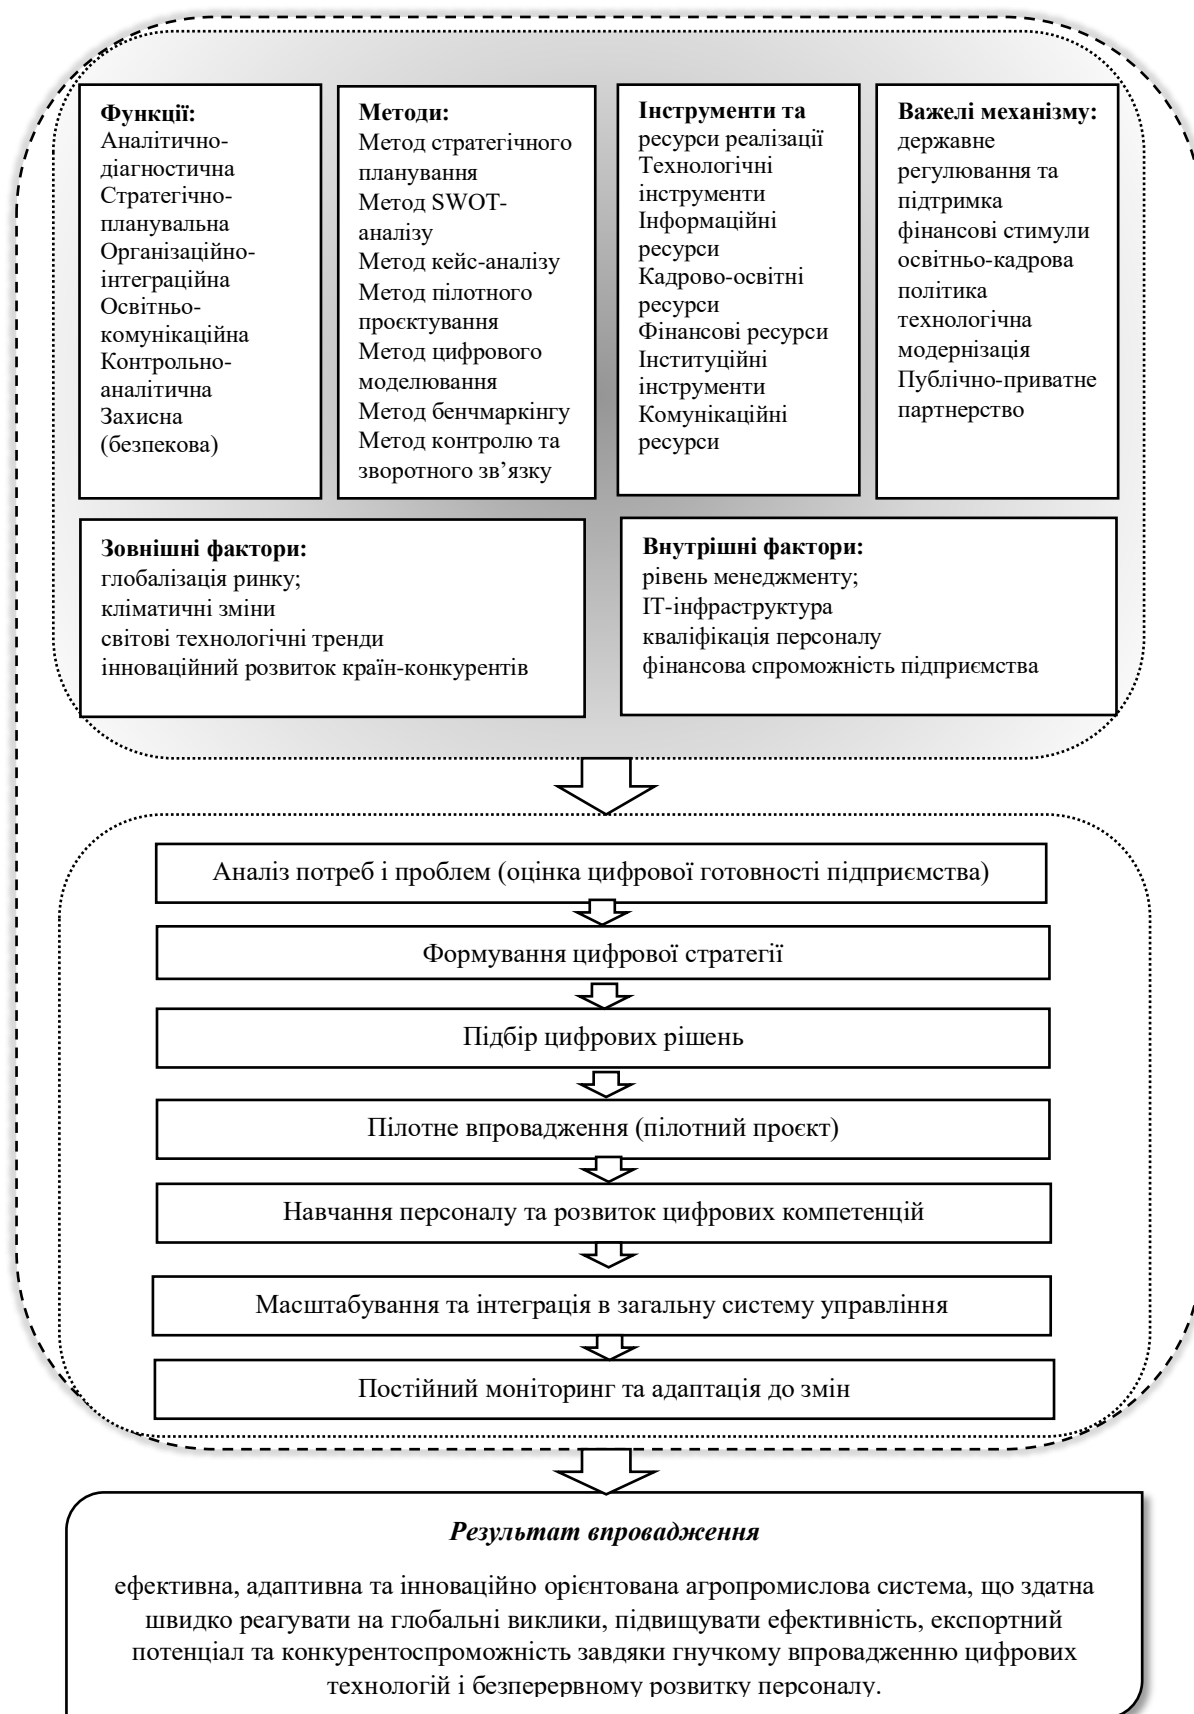 Функції:
Аналітично-
діагностична
Стратегічно-
планувальна
Організаційно-
інтеграційна
Освітньо-
комунікаційна
Контрольно-
аналітична
Захисна
(безпекова)
Методи:
Метод стратегічного
планування
Метод SWOT-
аналізу
Метод кейс-аналізу
Метод пілотного
проєктування
Метод цифрового
моделювання
Метод бенчмаркінгу
Метод контролю та
зворотного зв’язку
Інструменти та
ресурси реалізації
Технологічні
інструменти
Інформаційні
ресурси
Кадрово-освітні
ресурси
Фінансові ресурси
Інституційні
інструменти
Комунікаційні
ресурси
Важелі механізму:
державне
регулювання та
підтримка
фінансові стимули
освітньо-кадрова
політика
технологічна
модернізація
Публічно-приватне
партнерство
Зовнішні фактори:
глобалізація ринку;
кліматичні зміни
світові технологічні тренди
інноваційний розвиток країн-конкурентів
Внутрішні фактори:
рівень менеджменту;
ІТ-інфраструктура
кваліфікація персоналу
фінансова спроможність підприємства
Аналіз потреб і проблем (оцінка цифрової готовності підприємства)
Формування цифрової стратегії
Підбір цифрових рішень
Пілотне впровадження (пілотний проєкт)
Навчання персоналу та розвиток цифрових компетенцій
Масштабування та інтеграція в загальну систему управління
Постійний моніторинг та адаптація до змін
Результат впровадження
ефективна, адаптивна та інноваційно орієнтована агропромислова система, що здатна
швидко реагувати на глобальні виклики, підвищувати ефективність, експортний
потенціал та конкурентоспроможність завдяки гнучкому впровадженню цифрових
технологій і безперервному розвитку персоналу.